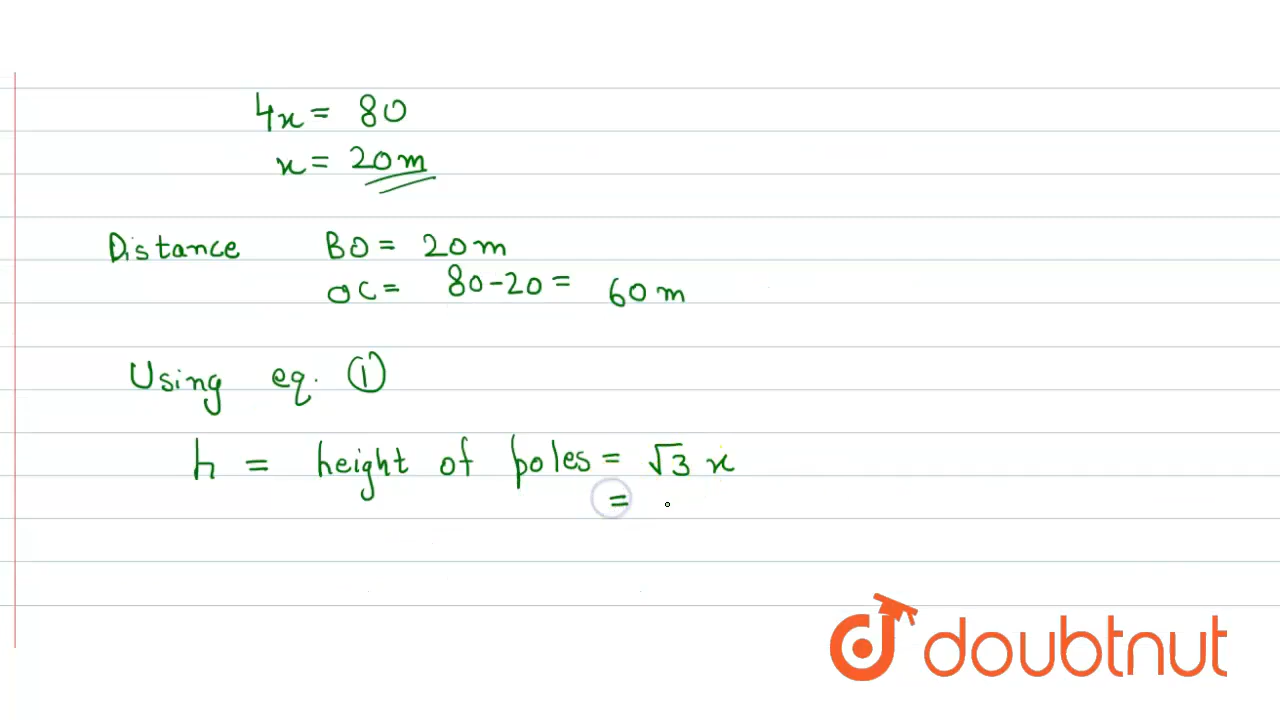 4x = 80
x = 20m
Distance BO = 20m
OC = 80-20 = 60m
Using eq. ①
h = height of poles = √3 x
=
doubtnut